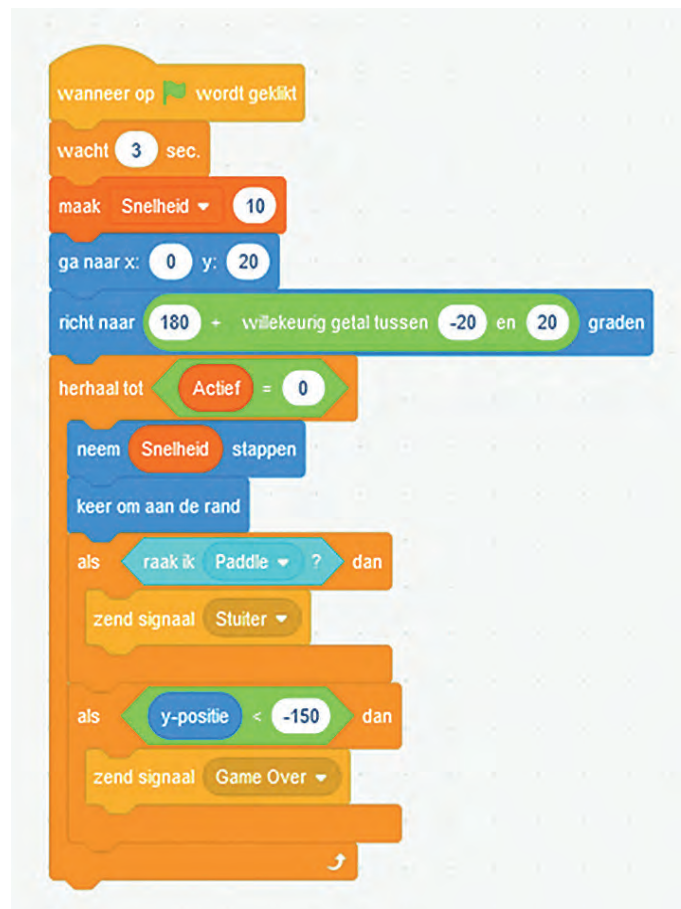 wanneer op wordt geklikt
wacht 3 sec.
maak Snelheid 10
ga naar x: 0 y: 20
richt naar 180 + willekeurig getal tussen -20 en 20 graden
herhaal tot Actief = 0
neem Snelheid stappen
keer om aan de rand
als raak ik Paddle ? dan
zend signaal Stuiter
als y-positie < -150 dan
zend signaal Game Over